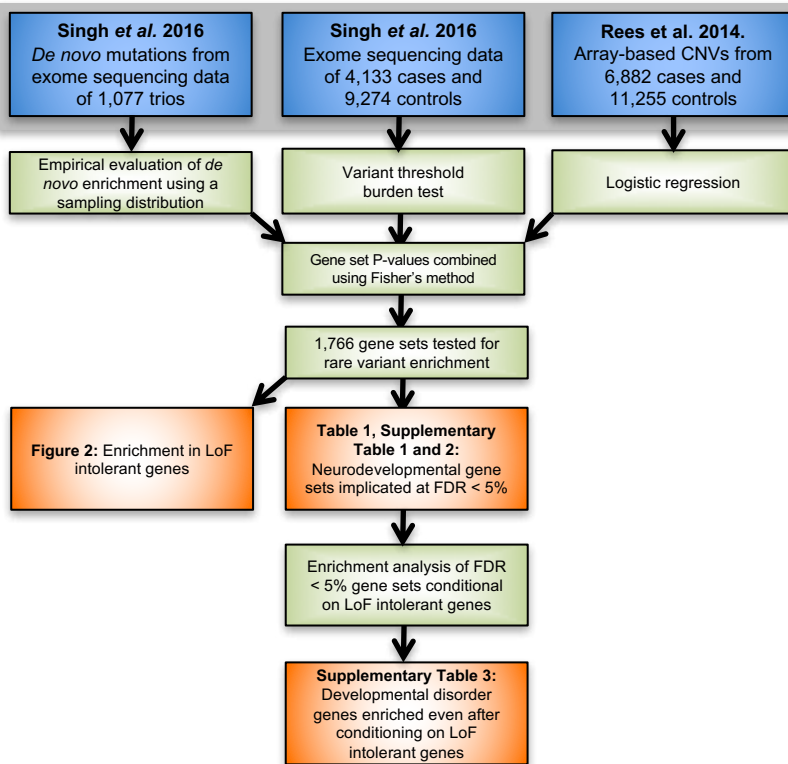 Singh et al. 2016
De novo mutations from
exome sequencing data
of 1,077 trios
Singh et al. 2016
Exome sequencing data
of 4,133 cases and
9,274 controls
Rees et al. 2014.
Array-based CNVs from
6,882 cases and
11,255 controls
Empirical evaluation of de
novo enrichment using a
sampling distribution
Variant threshold
burden test
Logistic regression
Gene set P-values combined
using Fisher's method
1,766 gene sets tested for
rare variant enrichment
Figure 2: Enrichment in LoF
intolerant genes
Table 1, Supplementary
Table 1 and 2:
Neurodevelopmental gene
sets implicated at FDR < 5%
Enrichment analysis of FDR
< 5% gene sets conditional
on LoF intolerant genes
Supplementary Table 3:
Developmental disorder
genes enriched even after
conditioning on LoF
intolerant genes